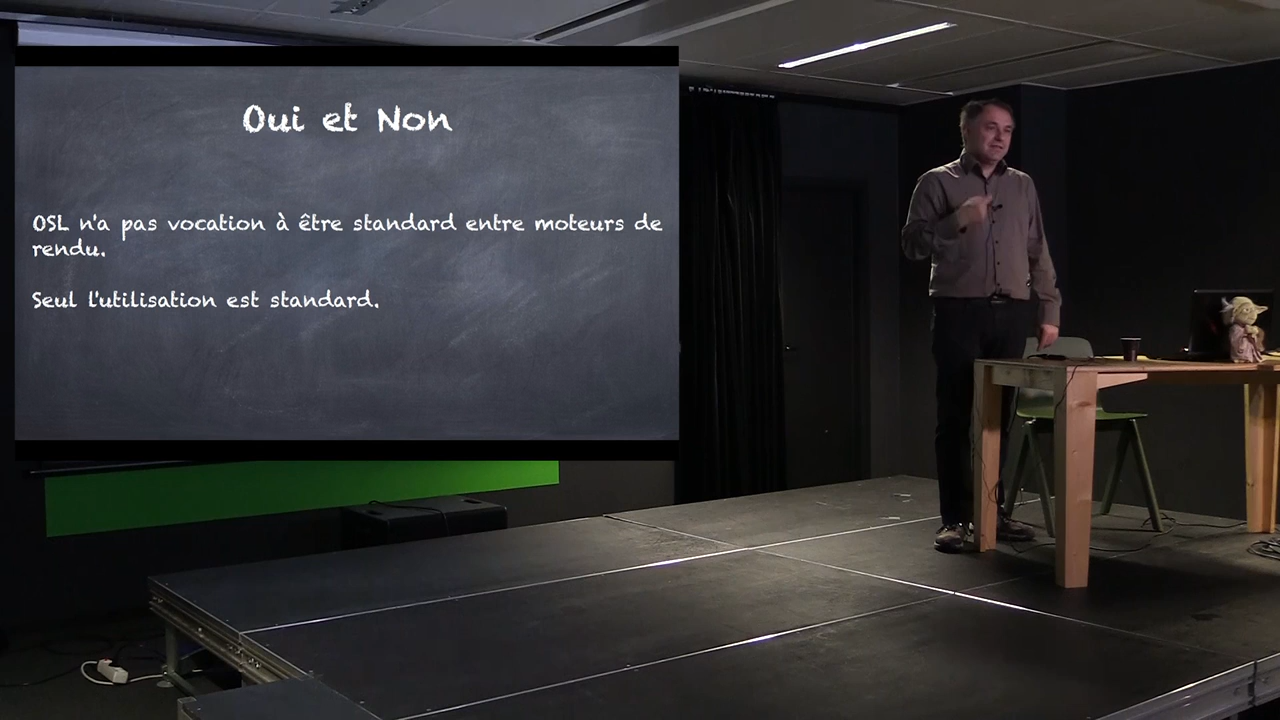 Oui et Non
OSL n'a pas vocation à être standard entre moteurs de
rendu.
Seul l'utilisation est standard.